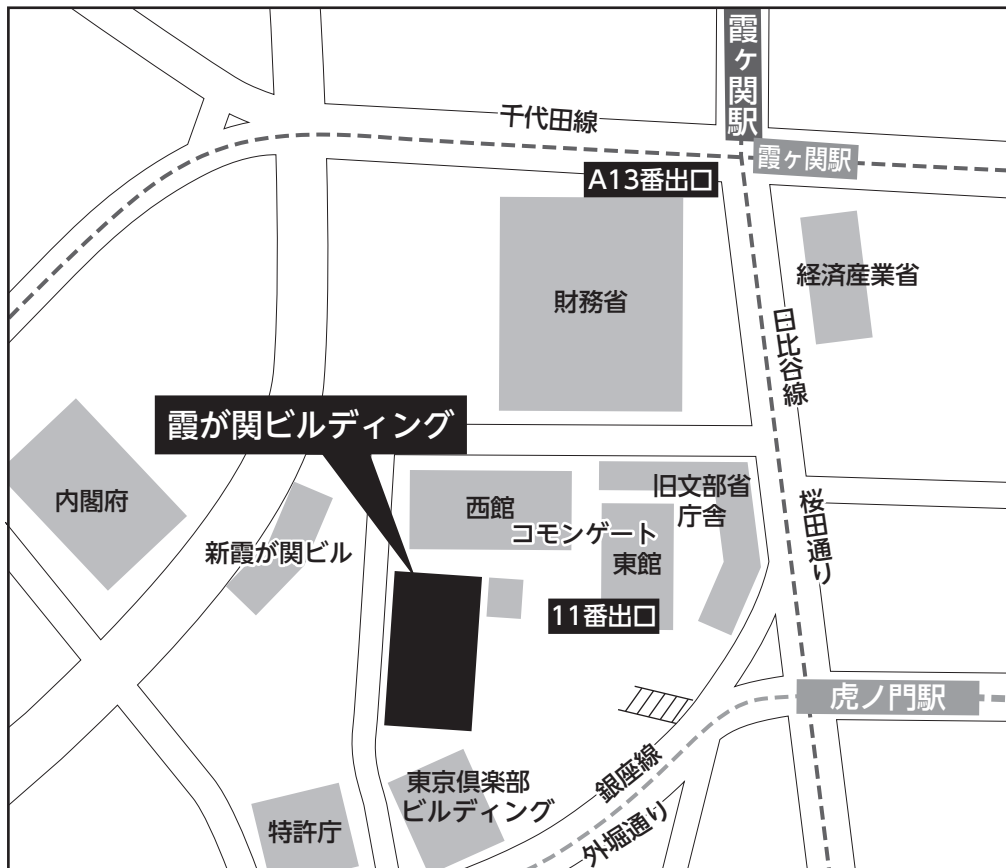 霞ケ関駅
千代田線
霞ケ関駅
A13番出口
経済産業省
財務省
日比谷線
霞が関ビルディング
内閣府
西館
旧文部省
庁舎
桜田通り
コモンゲート
新霞が関ビル
東館
11番出口
虎ノ門駅
銀座線
東京倶楽部
ビルディング
外堀通り
特許庁